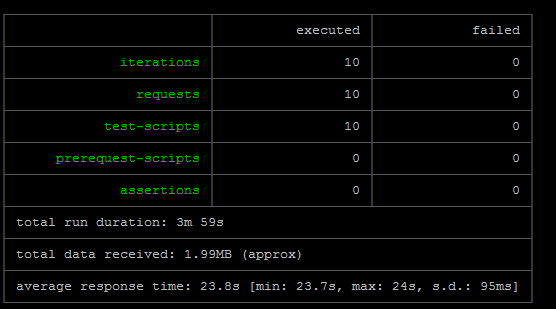 executed failed
iterations 10 0
requests 10 0
test-scripts 10 0
prerequest-scripts 0 0
assertions 0 0
total run duration: 3m 59s
total data received: 1.99MB (approx)
average response time: 23.8s [min: 23.7s, max: 24s, s.d.: 95ms]